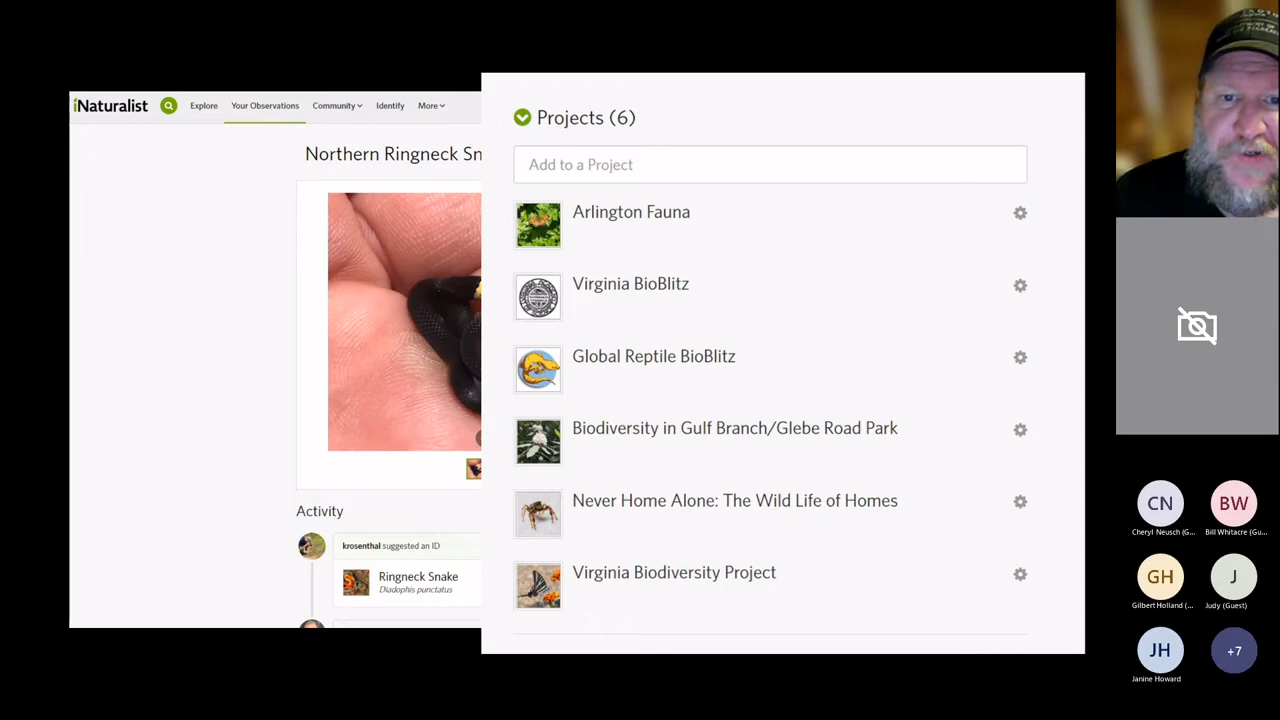 iNaturalist
Explore
Your Observations
Community
Identify
More
Northern Ringneck Sn
Activity
krosenthal suggested an ID
Ringneck Snake
Diadophis punctatus
Projects (6)
Add to a Project
Arlington Fauna
Virginia BioBlitz
Global Reptile BioBlitz
Biodiversity in Gulf Branch/Glebe Road Park
Never Home Alone: The Wild Life of Homes
Virginia Biodiversity Project
CN
BW
Cheryl Neusch (G...
Bill Whitacre (Gu...
GH
J
Gilbert Holland (...
Judy (Guest)
JH
+7
Janine Howard